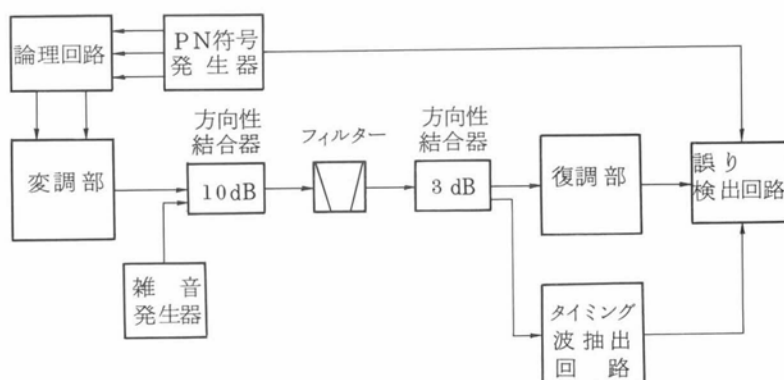 論理回路
PN符号
発生器
方向性
結合器
フィルター
方向性
結合器
変調部
10dB
3 dB
復調部
誤り
検出回路
雑音
発生器
タイミング
波抽出
回路